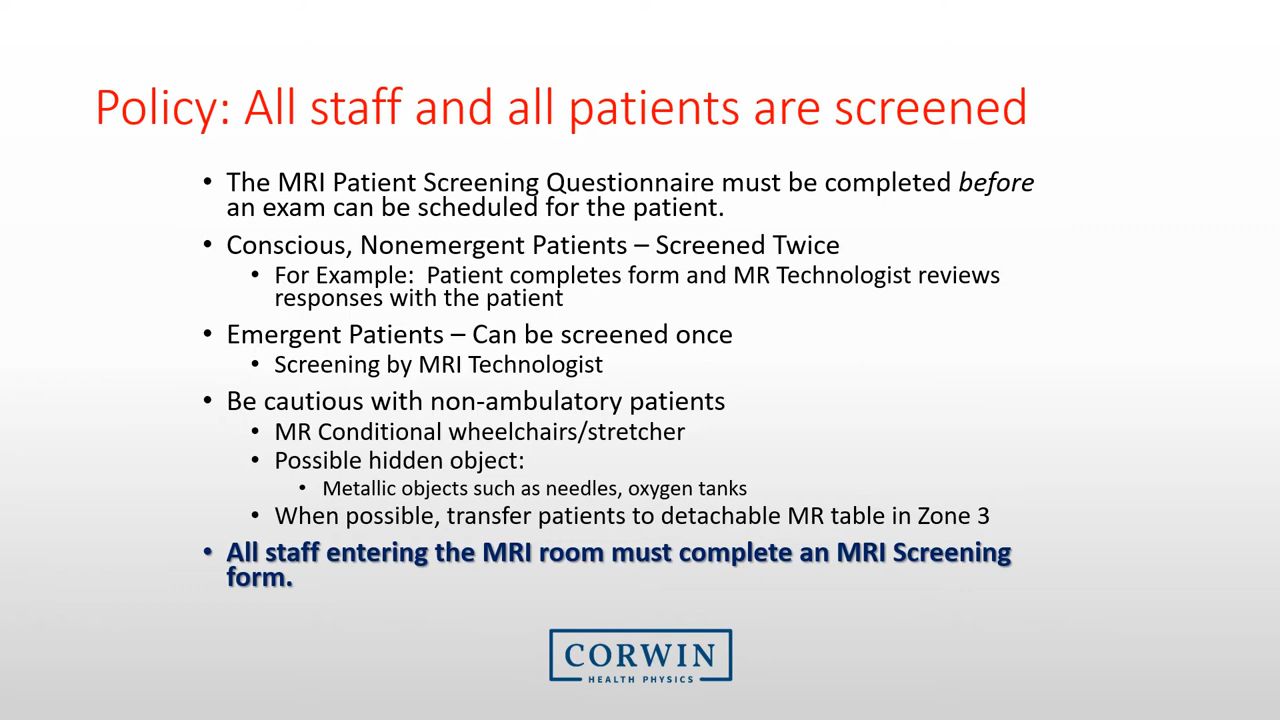 Policy: All staff and all patients are screened
• The MRI Patient Screening Questionnaire must be completed before
an exam can be scheduled for the patient.
• Conscious, Nonemergent Patients – Screened Twice
• For Example:  Patient completes form and MR Technologist reviews
responses with the patient
• Emergent Patients – Can be screened once
• Screening by MRI Technologist
• Be cautious with non-ambulatory patients
• MR Conditional wheelchairs/stretcher
• Possible hidden object:
• Metallic objects such as needles, oxygen tanks
• When possible, transfer patients to detachable MR table in Zone 3
• All staff entering the MRI room must complete an MRI Screening
form.
CORWIN
HEALTH PHYSICS